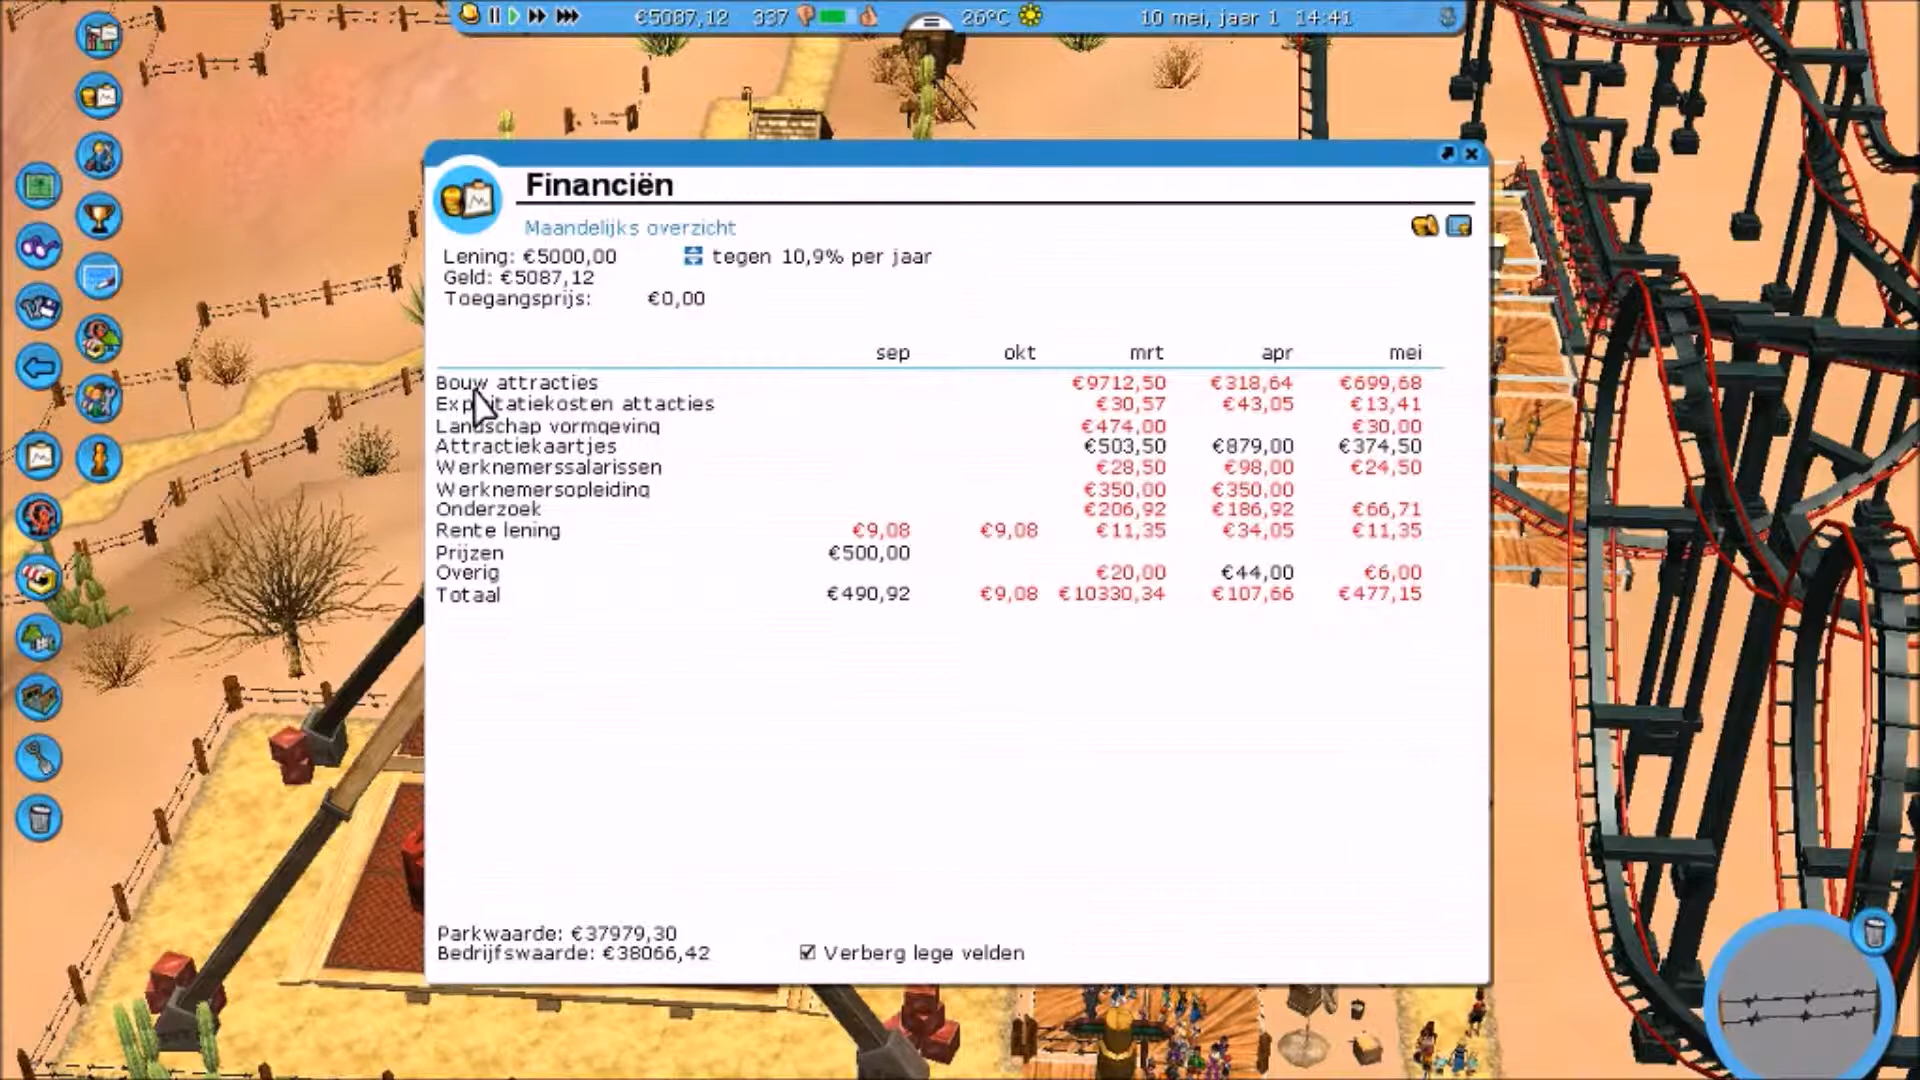 €5087,12 337 26°C 10 mei, jaar 1 14:41
Financiën
Maandelijks overzicht
Lening: €5000,00 tegen 10,9% per jaar
Geld: €5087,12
Toegangsprijs: €0,00
sep okt mrt apr mei
Bouw attracties €9712,50 €318,64 €699,68
attacties €30,57 €43,05 €13,41
Landschap vormgeving €474,00 €30,00
Attractiekaartjes €503,50 €879,00 €374,50
Werknemerssalarissen €28,50 €98,00 €24,50
Werknemersopleiding €350,00 €350,00
Onderzoek €206,92 €186,92 €66,71
Rente lening €9,08 €9,08 €11,35 €34,05 €11,35
Prijzen €500,00
Overig €20,00 €44,00 €6,00
Totaal €490,92 €9,08 €10330,34 €107,66 €477,15
Parkwaarde: €37979,30
Bedrijfswaarde: €38066,42 Verberg lege velden